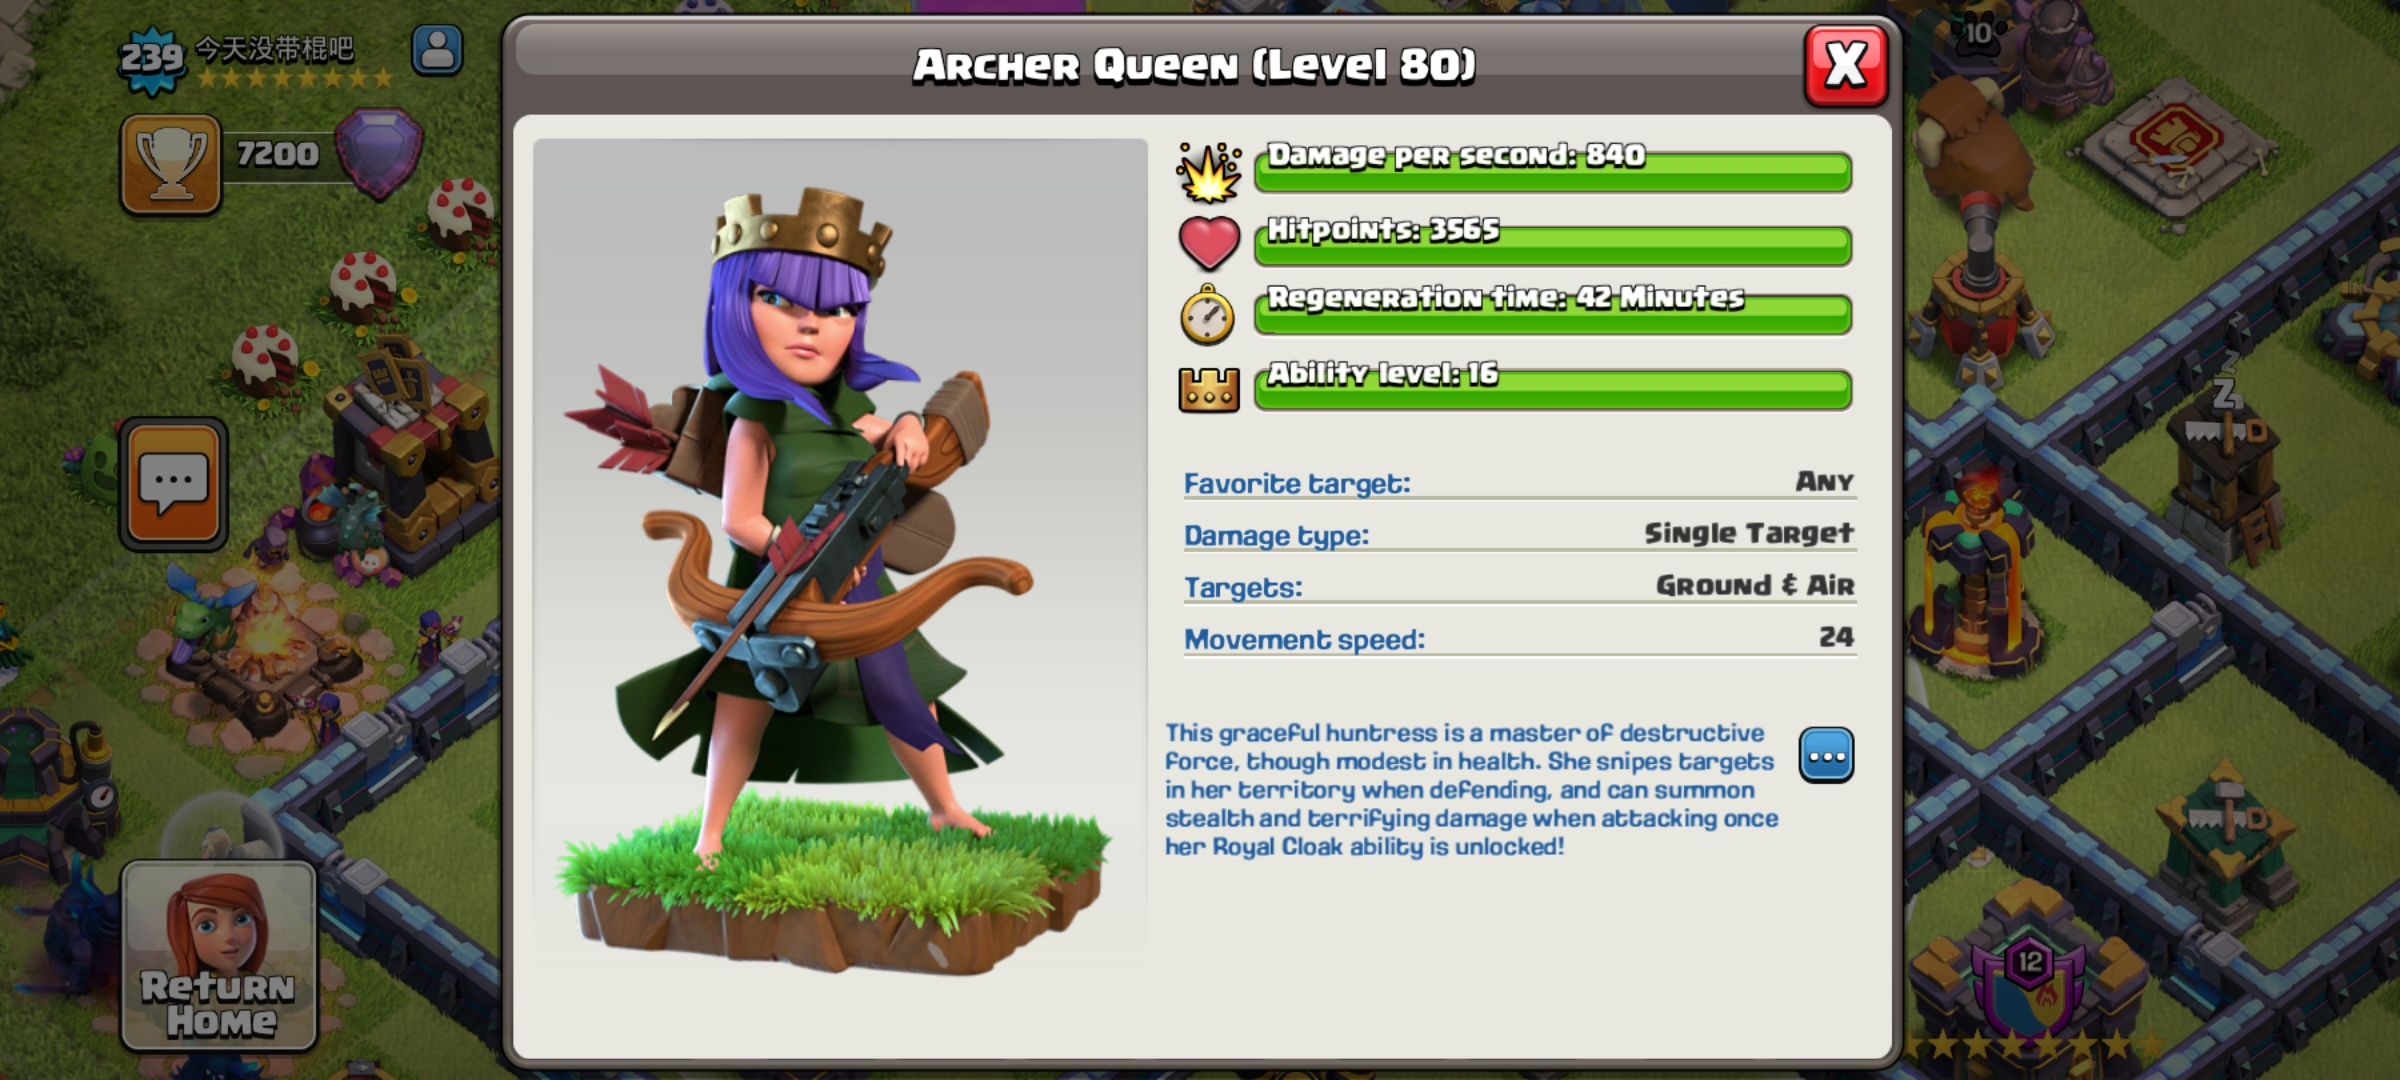 239
今天没带棍吧
7200
Archer Queen (Level 80)
X
Damage per second: 840
Hitpoints: 3565
Regeneration time: 42 Minutes
Ability level: 16
Favorite target: Any
Damage type: Single Target
Targets: Ground & Air
Movement speed: 24
This graceful huntress is a master of destructive
force, though modest in health. She snipes targets
in her territory when defending, and can summon
stealth and terrifying damage when attacking once
her Royal Cloak ability is unlocked!
Return
Home
10
z
z
Z
12